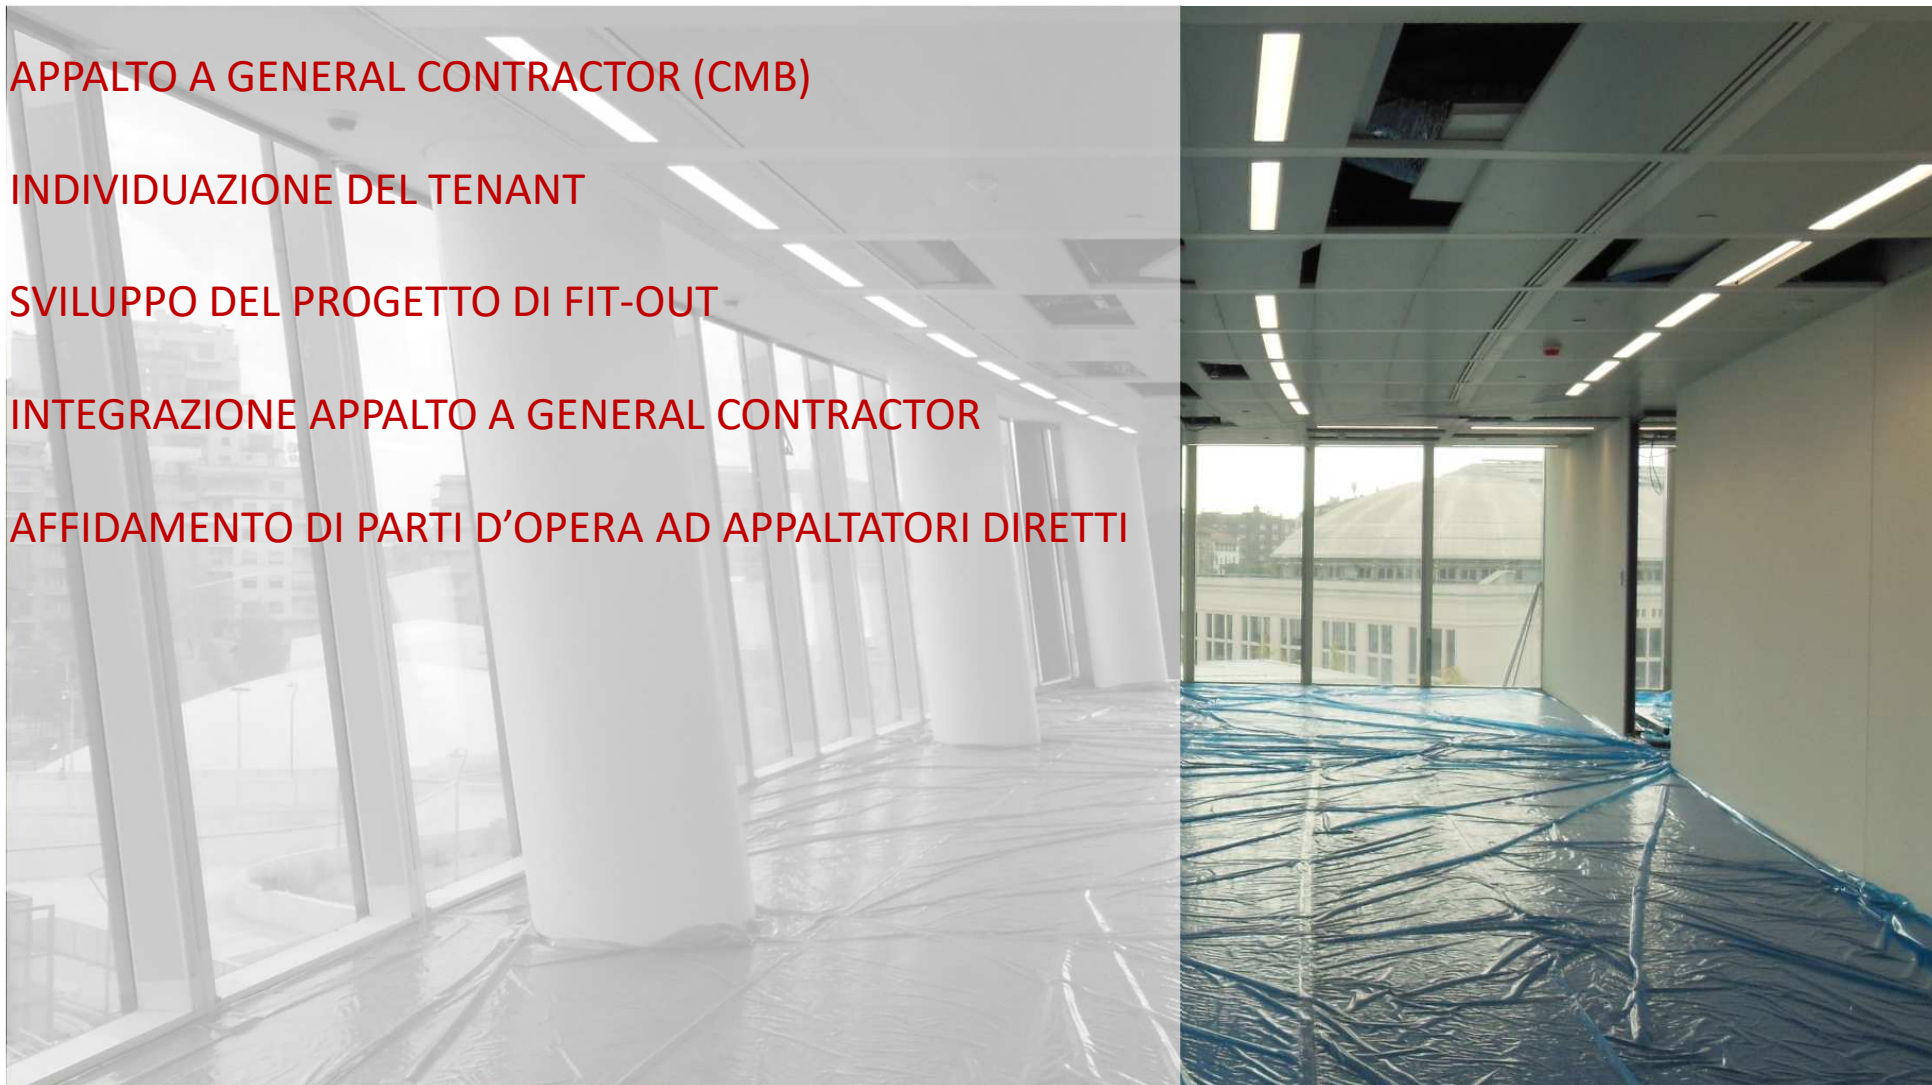 APPALTO A GENERAL CONTRACTOR (CMB)
INDIVIDUAZIONE DEL TENANT
SVILUPPO DEL PROGETTO DI FIT-OUT
INTEGRAZIONE APPALTO A GENERAL CONTRACTOR
AFFIDAMENTO DI PARTI D’OPERA AD APPALTATORI DIRETTI